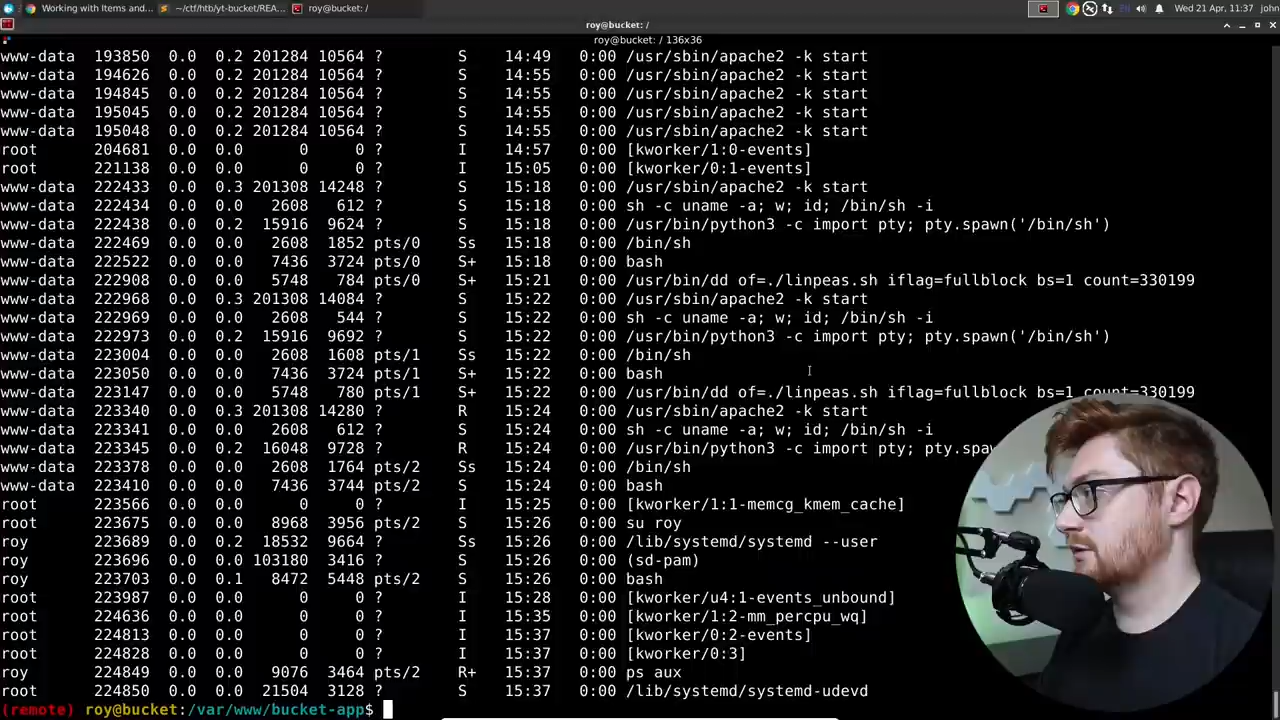 Working with Items and...
~/ctf/htb/yt-bucket/REA...
roy@bucket: /
Wed 21 Apr, 11:37 john
roy@bucket: /
roy@bucket: / 136x36
www-data 193850 0.0 0.2 201284 10564 ? S 14:49 0:00 /usr/sbin/apache2 -k start
www-data 194626 0.0 0.2 201284 10564 ? S 14:55 0:00 /usr/sbin/apache2 -k start
www-data 194845 0.0 0.2 201284 10564 ? S 14:55 0:00 /usr/sbin/apache2 -k start
www-data 195045 0.0 0.2 201284 10564 ? S 14:55 0:00 /usr/sbin/apache2 -k start
www-data 195048 0.0 0.2 201284 10564 ? S 14:55 0:00 /usr/sbin/apache2 -k start
root 204681 0.0 0.0 0 0 ? I 14:57 0:00 [kworker/1:0-events]
root 221138 0.0 0.0 0 0 ? I 15:05 0:00 [kworker/0:1-events]
www-data 222433 0.0 0.3 201308 14248 ? S 15:18 0:00 /usr/sbin/apache2 -k start
www-data 222434 0.0 0.0 2608 612 ? S 15:18 0:00 sh -c uname -a; w; id; /bin/sh -i
www-data 222438 0.0 0.2 15916 9624 ? S 15:18 0:00 /usr/bin/python3 -c import pty; pty.spawn('/bin/sh')
www-data 222469 0.0 0.0 2608 1852 pts/0 Ss 15:18 0:00 /bin/sh
www-data 222522 0.0 0.0 7436 3724 pts/0 S+ 15:18 0:00 bash
www-data 222908 0.0 0.0 5748 784 pts/0 S+ 15:21 0:00 /usr/bin/dd of=./linpeas.sh iflag=fullblock bs=1 count=330199
www-data 222968 0.0 0.3 201308 14084 ? S 15:22 0:00 /usr/sbin/apache2 -k start
www-data 222969 0.0 0.0 2608 544 ? S 15:22 0:00 sh -c uname -a; w; id; /bin/sh -i
www-data 222973 0.0 0.2 15916 9692 ? S 15:22 0:00 /usr/bin/python3 -c import pty; pty.spawn('/bin/sh')
www-data 223004 0.0 0.0 2608 1608 pts/1 Ss 15:22 0:00 /bin/sh
www-data 223050 0.0 0.0 7436 3724 pts/1 S+ 15:22 0:00 bash
www-data 223147 0.0 0.0 5748 780 pts/1 S+ 15:22 0:00 /usr/bin/dd of=./linpeas.sh iflag=fullblock bs=1 count=330199
www-data 223340 0.0 0.3 201308 14280 ? R 15:24 0:00 /usr/sbin/apache2 -k start
www-data 223341 0.0 0.0 2608 612 ? S 15:24 0:00 sh -c uname -a; w; id; /bin/sh -i
www-data 223345 0.0 0.2 16048 9728 ? R 15:24 0:00 /usr/bin/python3 -c import pty; pty.spaw
www-data 223378 0.0 0.0 2608 1764 pts/2 Ss 15:24 0:00 /bin/sh
www-data 223410 0.0 0.0 7436 3744 pts/2 S 15:24 0:00 bash
root 223566 0.0 0.0 0 0 ? I 15:25 0:00 [kworker/1:1-memcg_kmem_cache]
root 223675 0.0 0.0 8968 3956 pts/2 S 15:26 0:00 su roy
roy 223689 0.0 0.2 18532 9664 ? Ss 15:26 0:00 /lib/systemd/systemd --user
roy 223696 0.0 0.0 103180 3416 ? S 15:26 0:00 (sd-pam)
roy 223703 0.0 0.1 8472 5448 pts/2 S 15:26 0:00 bash
root 223987 0.0 0.0 0 0 ? I 15:28 0:00 [kworker/u4:1-events_unbound]
root 224636 0.0 0.0 0 0 ? I 15:35 0:00 [kworker/1:2-mm_percpu_wq]
root 224813 0.0 0.0 0 0 ? I 15:37 0:00 [kworker/0:2-events]
root 224828 0.0 0.0 0 0 ? I 15:37 0:00 [kworker/0:3]
roy 224849 0.0 0.0 9076 3464 pts/2 R+ 15:37 0:00 ps aux
root 224850 0.0 0.0 21504 3128 ? S 15:37 0:00 /lib/systemd/systemd-udevd
(remote) roy@bucket:/var/www/bucket-app$